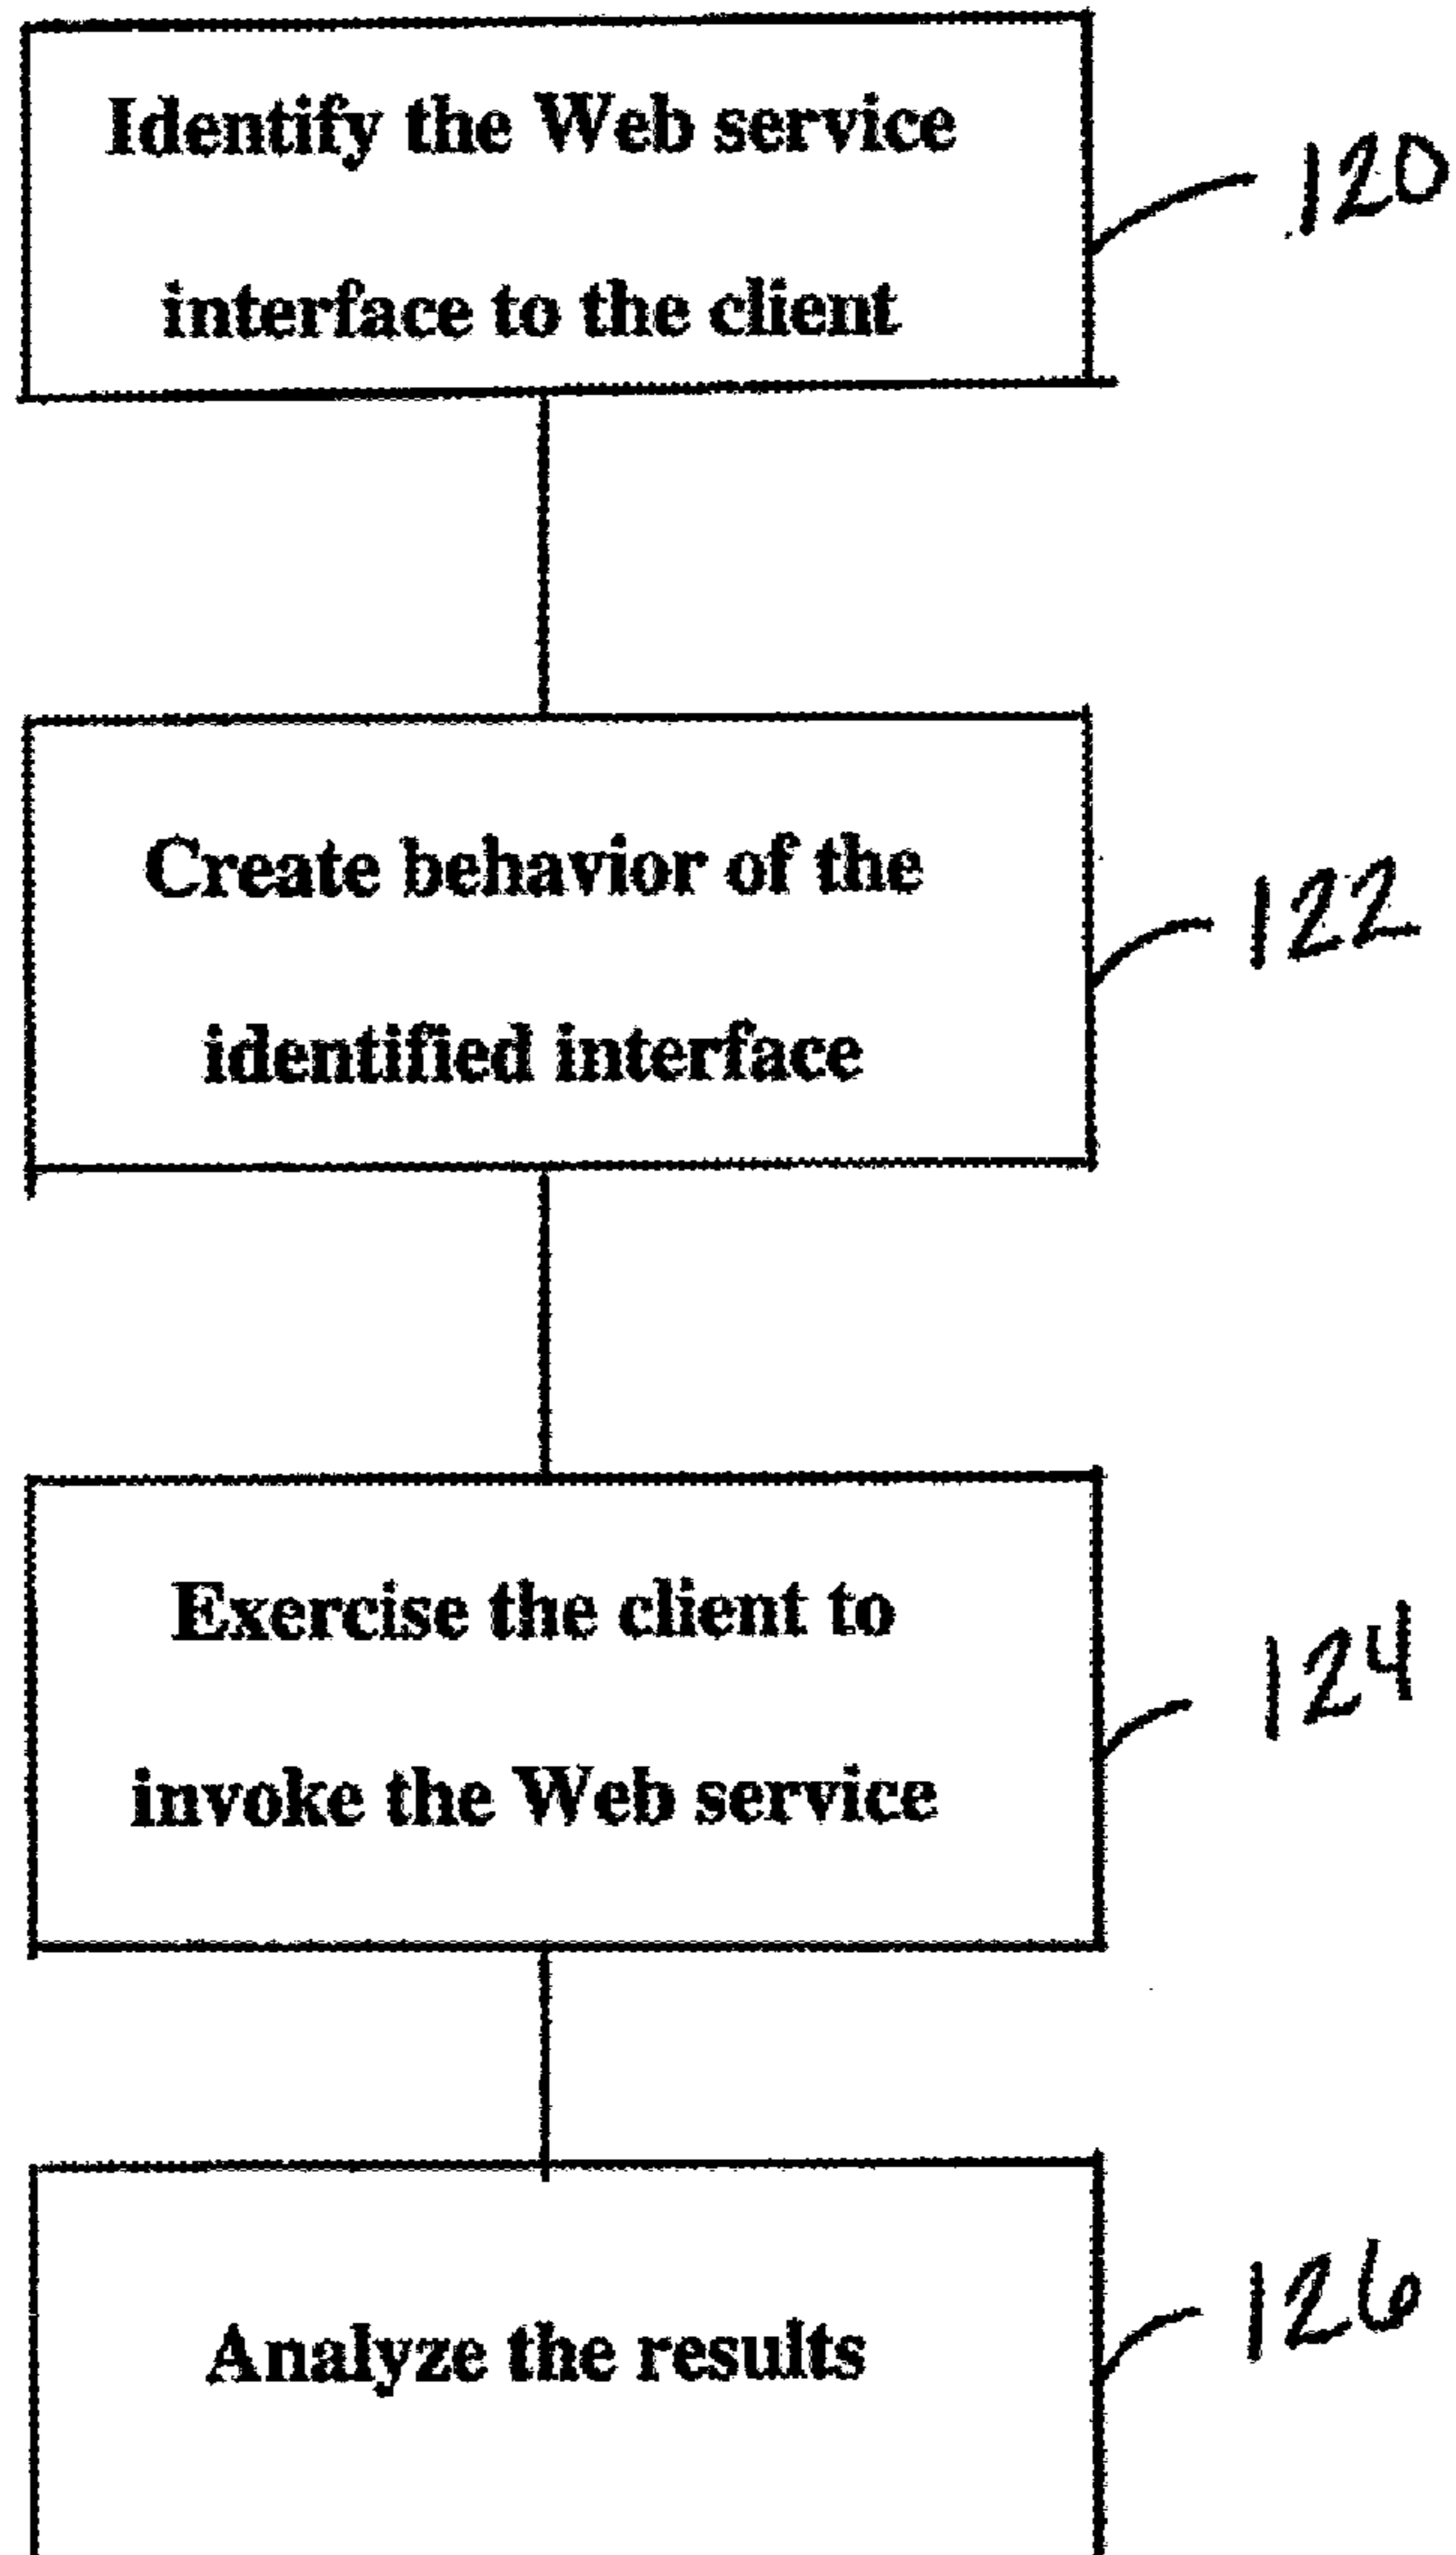 Identify the Web service
120
interface to the client
Create behavior of the
122
identified interface
Exercise the client to
124
invoke the Web service
Analyze the results
126